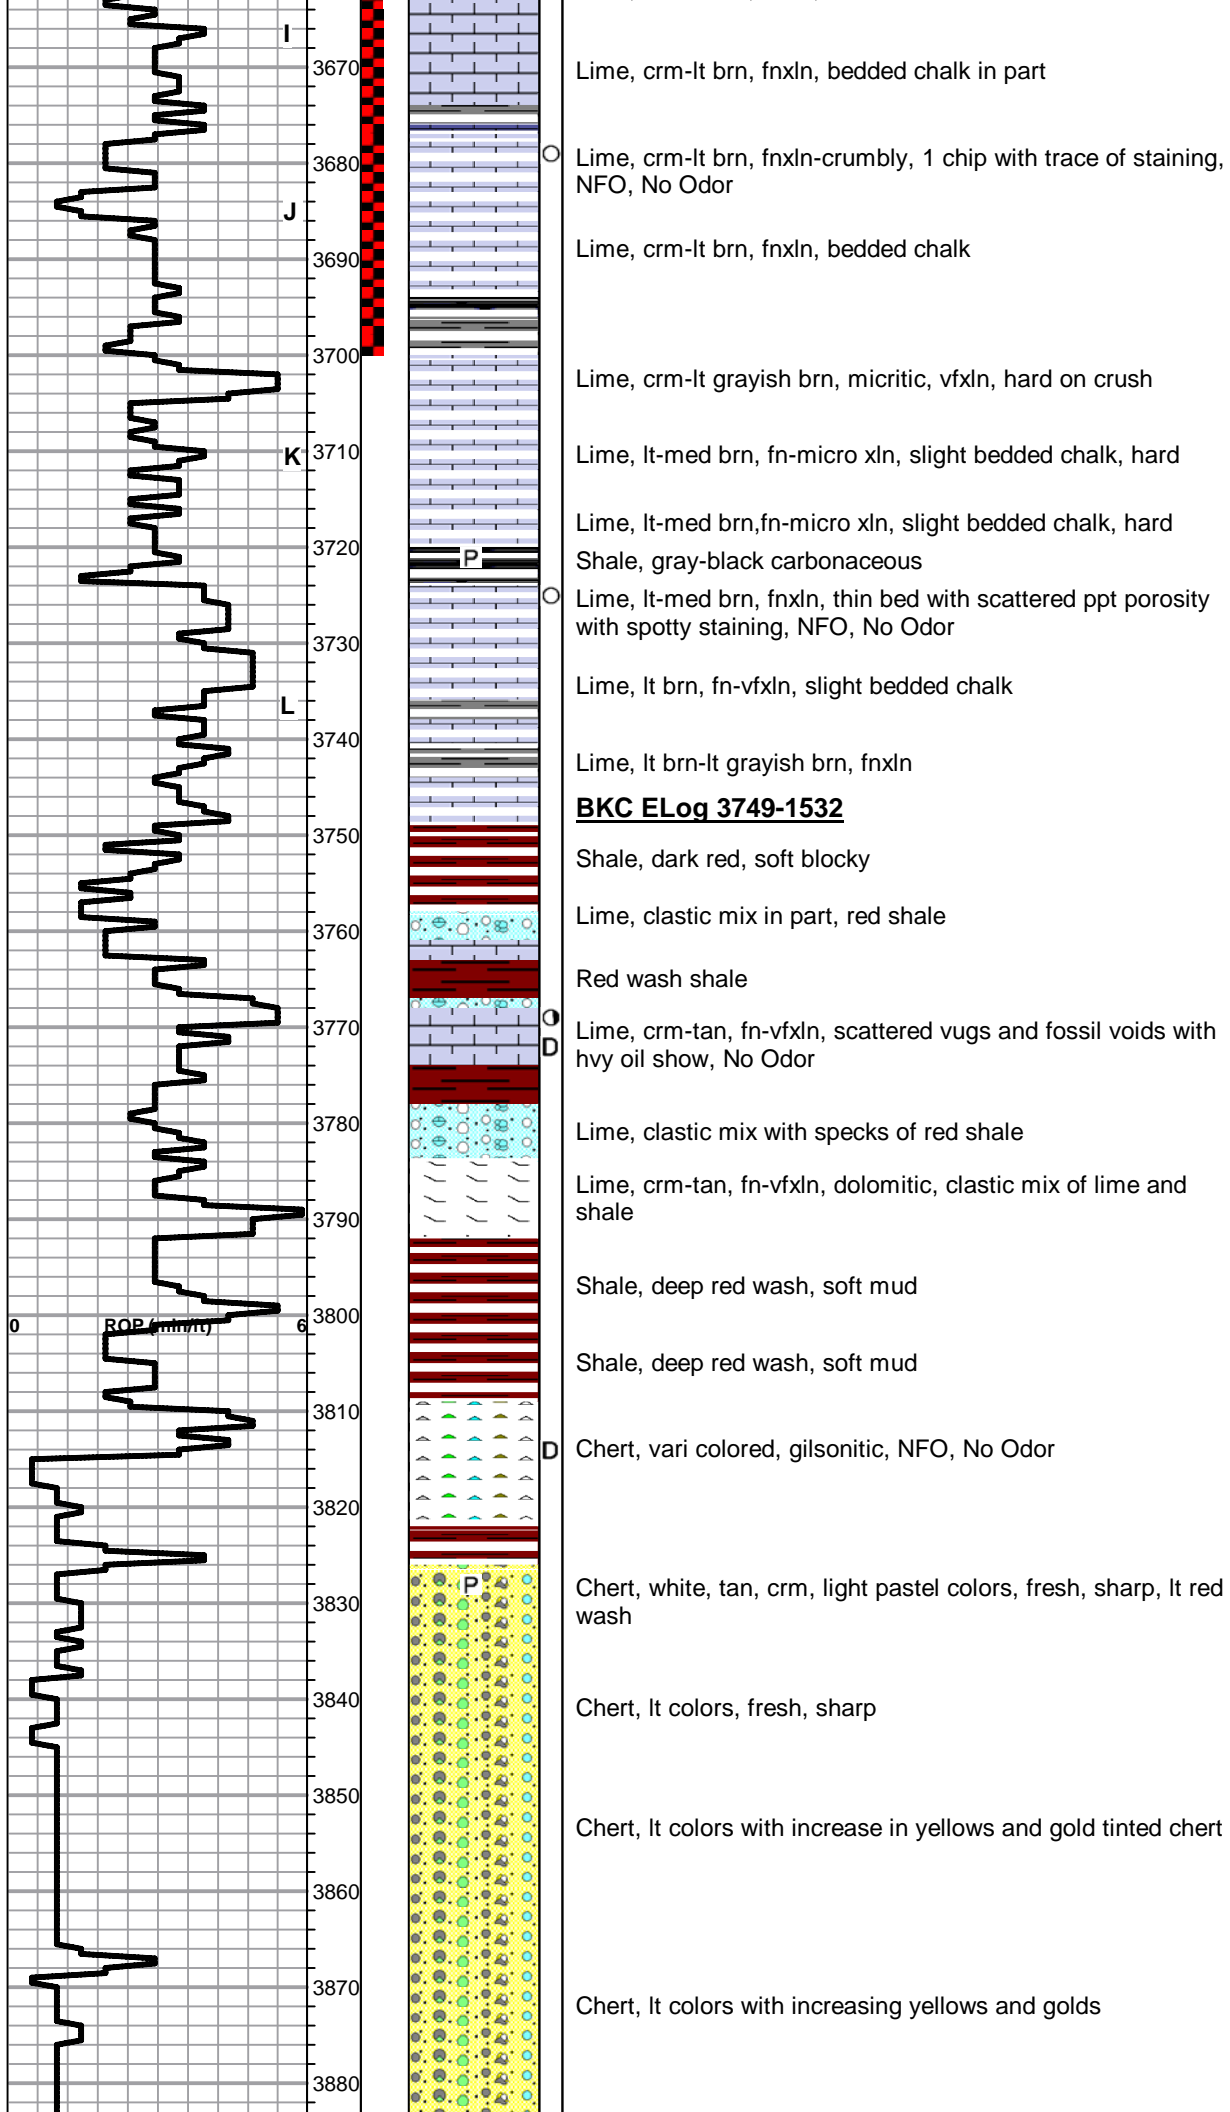 I
3670
Lime, crm-lt brn, fnxln, bedded chalk in part
3680
Lime, crm-lt brn, fnxln-crumbly, 1 chip with trace of staining,
NFO, No Odor
J
3690
Lime, crm-lt brn, fnxln, bedded chalk
3700
Lime, crm-lt grayish brn, micritic, vfxln, hard on crush
K
3710
Lime, lt-med brn, fn-micro xln, slight bedded chalk, hard
Lime, lt-med brn,fn-micro xln, slight bedded chalk, hard
3720
P
Shale, gray-black carbonaceous
Lime, lt-med brn, fnxln, thin bed with scattered ppt porosity
with spotty staining, NFO, No Odor
3730
Lime, lt brn, fn-vfxln, slight bedded chalk
L
3740
Lime, lt brn-lt grayish brn, fnxln
BKC ELog 3749-1532
3750
Shale, dark red, soft blocky
Lime, clastic mix in part, red shale
3760
Red wash shale
3770
D
Lime, crm-tan, fn-vfxln, scattered vugs and fossil voids with
hvy oil show, No Odor
3780
Lime, clastic mix with specks of red shale
Lime, crm-tan, fn-vfxln, dolomitic, clastic mix of lime and
shale
3790
Shale, deep red wash, soft mud
3800
0 ROP (min/ft) 6
Shale, deep red wash, soft mud
3810
D
Chert, vari colored, gilsonitic, NFO, No Odor
3820
P
Chert, white, tan, crm, light pastel colors, fresh, sharp, lt red
wash
3830
3840
Chert, lt colors, fresh, sharp
3850
Chert, lt colors with increase in yellows and gold tinted chert
3860
3870
Chert, lt colors with increasing yellows and golds
3880